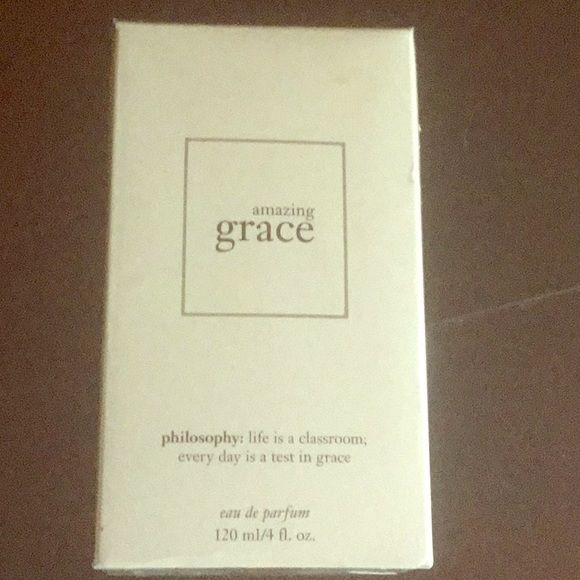 amazing
grace
philosophy: life is a classroom;
every day is a test in grace
eau de parfum
120 ml/4 fl. oz.